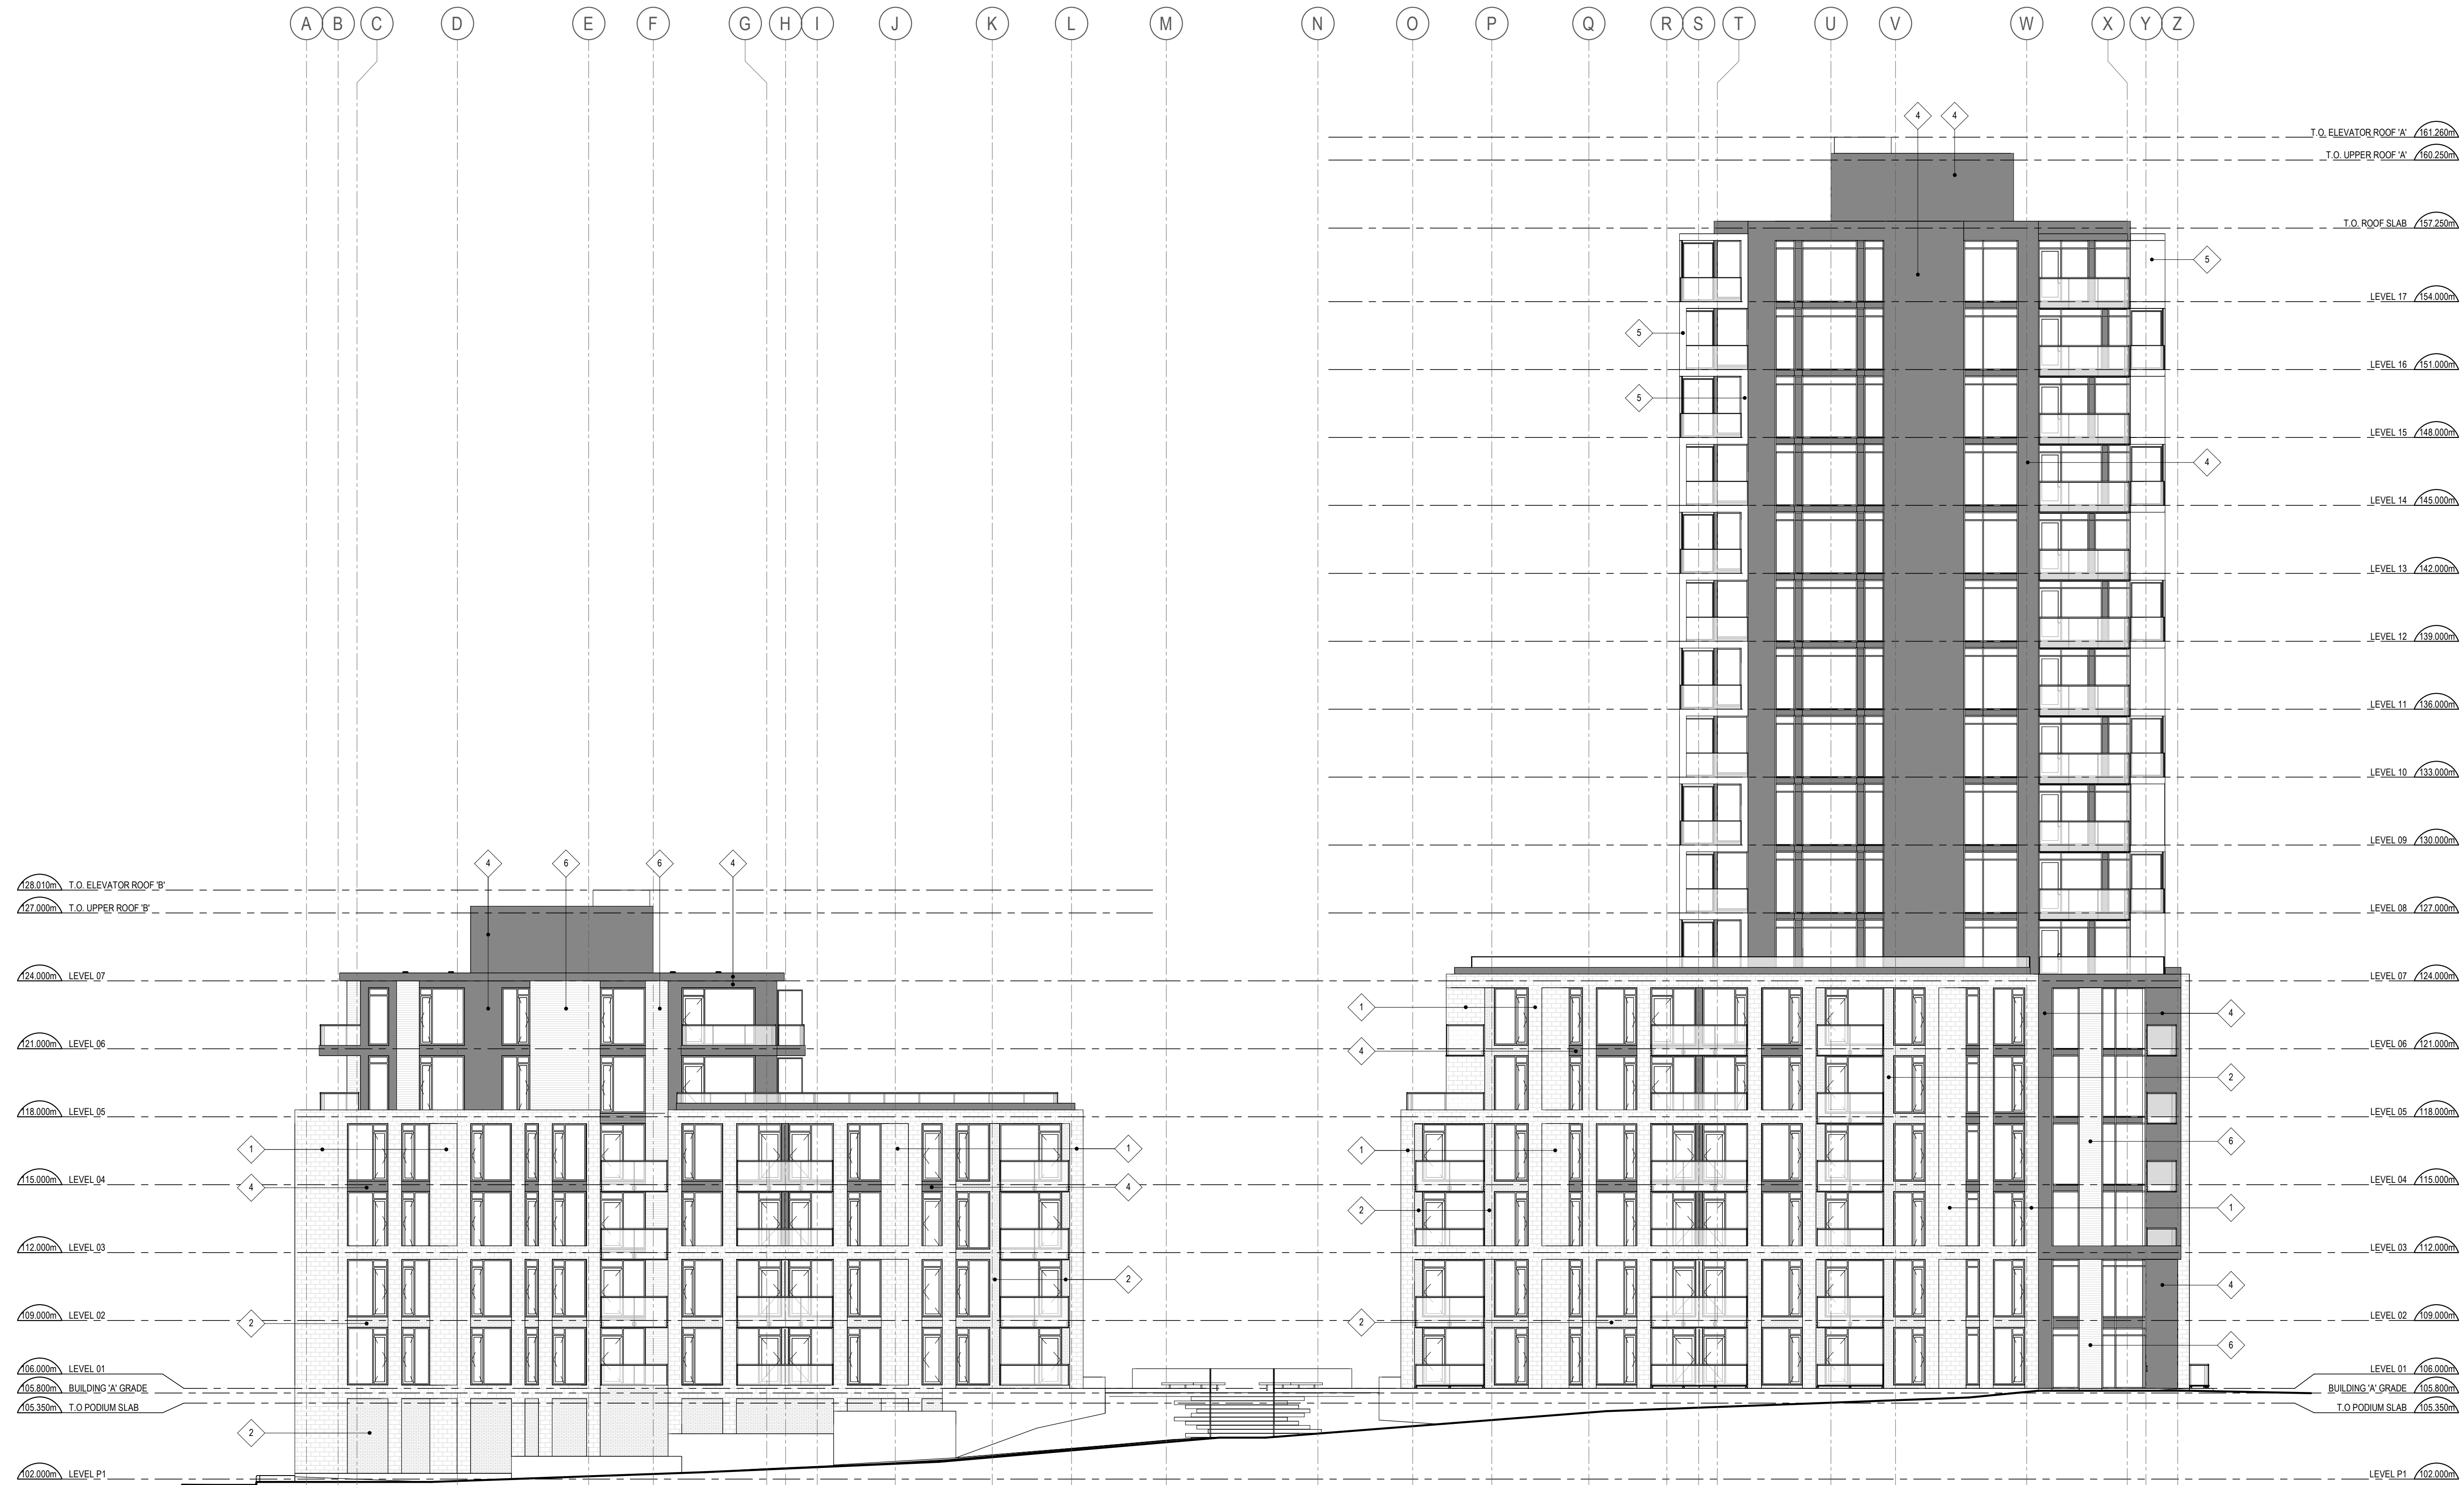 A B C D E F G H I J K L M N O P Q R S T U V W X Y Z
4 4
T.O. ELEVATOR ROOF 'A' 161.260m
T.O. UPPER ROOF 'A' 160.250m
T.O. ROOF SLAB 157.250m
5
LEVEL 17 154.000m
5
LEVEL 16 151.000m
5
LEVEL 15 148.000m
4
LEVEL 14 145.000m
LEVEL 13 142.000m
LEVEL 12 139.000m
LEVEL 11 136.000m
LEVEL 10 133.000m
LEVEL 09 130.000m
4 6 6 4
128.010m T.O. ELEVATOR ROOF 'B'
127.000m T.O. UPPER ROOF 'B' LEVEL 08 127.000m
124.000m LEVEL 07 LEVEL 07 124.000m
1 4
121.000m LEVEL 06 4 LEVEL 06 121.000m
2
118.000m LEVEL 05 LEVEL 05 118.000m
6
1 1 1
115.000m LEVEL 04 4 4 LEVEL 04 115.000m
2 1
112.000m LEVEL 03 LEVEL 03 112.000m
2 4
109.000m LEVEL 02 2 2 LEVEL 02 109.000m
6
106.000m LEVEL 01 LEVEL 01 106.000m
105.800m BUILDING 'A' GRADE BUILDING 'A' GRADE 105.800m
105.350m T.O PODIUM SLAB T.O PODIUM SLAB 105.350m
2
102.000m LEVEL P1 LEVEL P1 102.000m